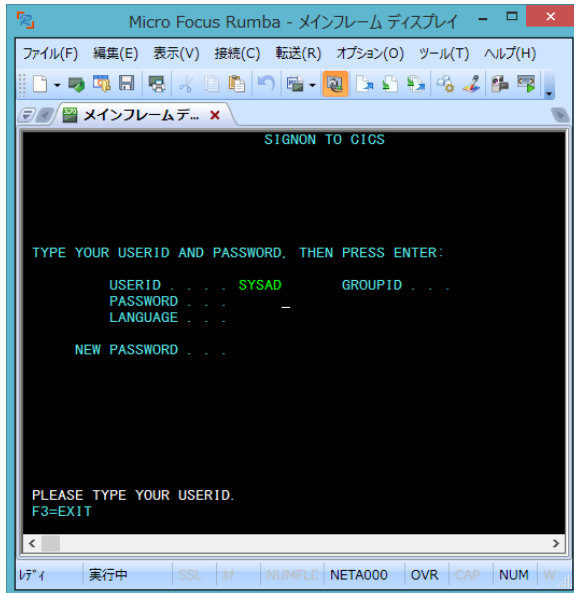 Micro Focus Rumba - メインフレーム ディスプレイ
ファイル(F) 編集(E) 表示(V) 接続(C) 転送(R) オプション(O) ツール(T) ヘルプ(H)
メインフレームデ...
SIGNON TO CICS
TYPE YOUR USERID AND PASSWORD, THEN PRESS ENTER:
USERID . . . . SYSAD GROUPID . . .
PASSWORD . . . _
LANGUAGE . . .
NEW PASSWORD . . .
PLEASE TYPE YOUR USERID.
F3=EXIT
ﾚﾃﾞｨ 実行中 SSL NUMFLD NETA000 OVR CAP NUM W